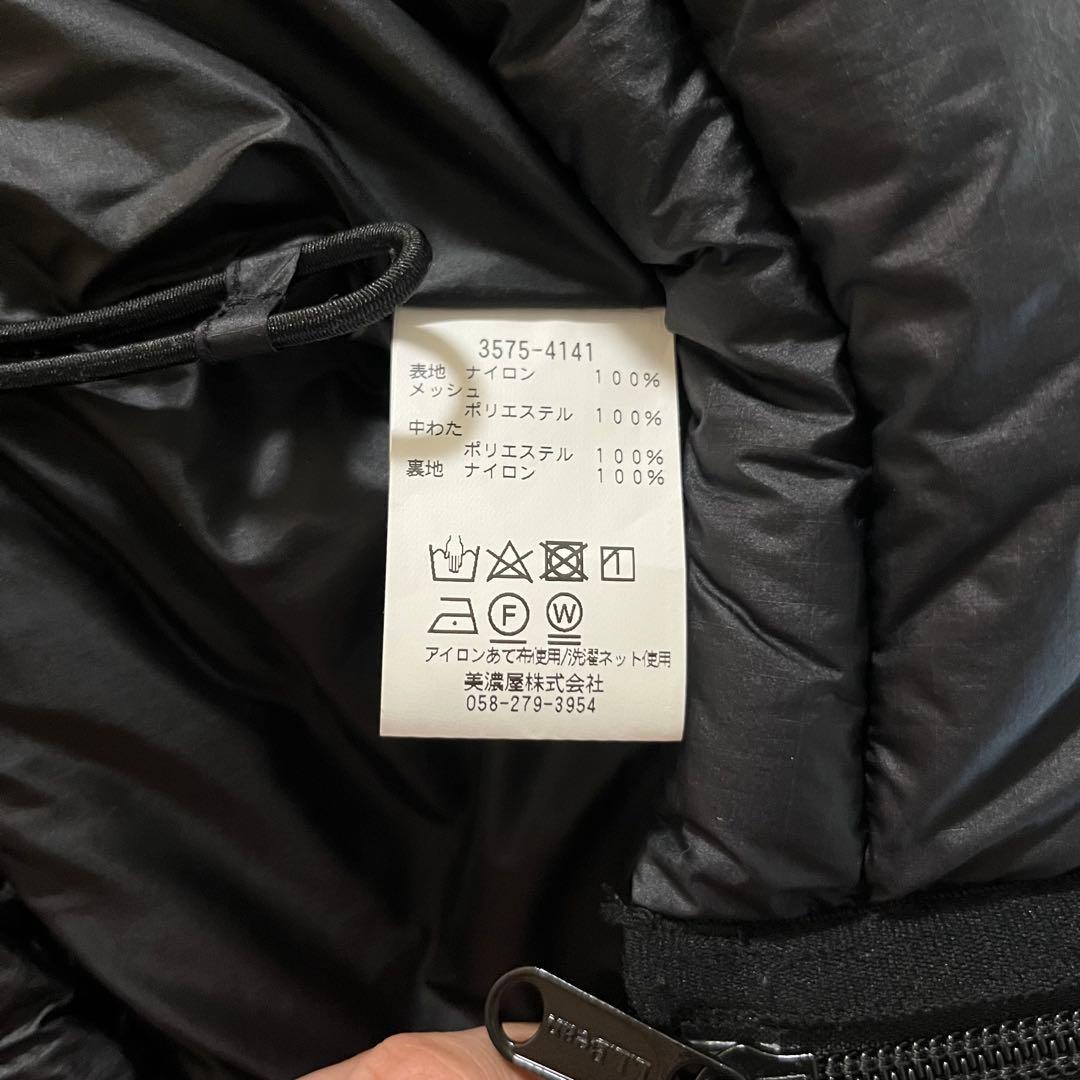 3575-4141
表地 ナイロン 100%
メッシュ
ポリエステル 100%
中わた
ポリエステル 100%
裏地 ナイロン 100%
F W
アイロンあて布使用/洗濯ネット使用
美濃屋株式会社
058-279-3954
L.L.Bean